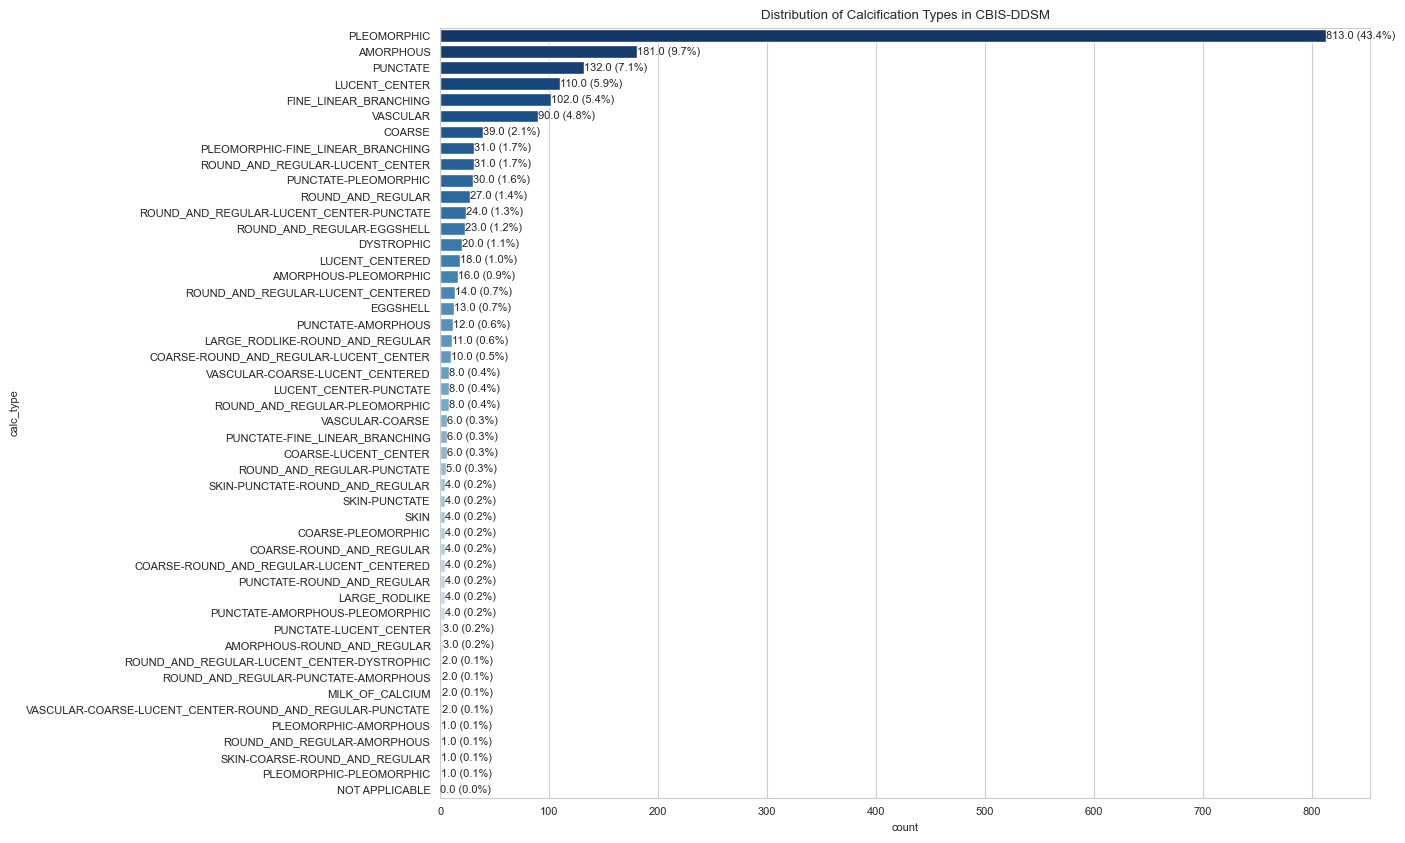 Distribution of Calcification Types in CBIS-DDSM
PLEOMORPHIC 813.0 (43.4%)
AMORPHOUS 181.0 (9.7%)
PUNCTATE 132.0 (7.1%)
LUCENT_CENTER 110.0 (5.9%)
FINE_LINEAR_BRANCHING 102.0 (5.4%)
VASCULAR 90.0 (4.8%)
COARSE 39.0 (2.1%)
PLEOMORPHIC-FINE_LINEAR_BRANCHING 31.0 (1.7%)
ROUND_AND_REGULAR-LUCENT_CENTER 31.0 (1.7%)
PUNCTATE-PLEOMORPHIC 30.0 (1.6%)
ROUND_AND_REGULAR 27.0 (1.4%)
ROUND_AND_REGULAR-LUCENT_CENTER-PUNCTATE 24.0 (1.3%)
ROUND_AND_REGULAR-EGGSHELL 23.0 (1.2%)
DYSTROPHIC 20.0 (1.1%)
LUCENT_CENTERED 18.0 (1.0%)
AMORPHOUS-PLEOMORPHIC 16.0 (0.9%)
ROUND_AND_REGULAR-LUCENT_CENTERED 14.0 (0.7%)
EGGSHELL 13.0 (0.7%)
PUNCTATE-AMORPHOUS 12.0 (0.6%)
LARGE_RODLIKE-ROUND_AND_REGULAR 11.0 (0.6%)
COARSE-ROUND_AND_REGULAR-LUCENT_CENTER 10.0 (0.5%)
VASCULAR-COARSE-LUCENT_CENTERED 8.0 (0.4%)
LUCENT_CENTER-PUNCTATE 8.0 (0.4%)
ROUND_AND_REGULAR-PLEOMORPHIC 8.0 (0.4%)
VASCULAR-COARSE 6.0 (0.3%)
PUNCTATE-FINE_LINEAR_BRANCHING 6.0 (0.3%)
COARSE-LUCENT_CENTER 6.0 (0.3%)
ROUND_AND_REGULAR-PUNCTATE 5.0 (0.3%)
SKIN-PUNCTATE-ROUND_AND_REGULAR 4.0 (0.2%)
SKIN-PUNCTATE 4.0 (0.2%)
SKIN 4.0 (0.2%)
COARSE-PLEOMORPHIC 4.0 (0.2%)
COARSE-ROUND_AND_REGULAR 4.0 (0.2%)
COARSE-ROUND_AND_REGULAR-LUCENT_CENTERED 4.0 (0.2%)
PUNCTATE-ROUND_AND_REGULAR 4.0 (0.2%)
LARGE_RODLIKE 4.0 (0.2%)
PUNCTATE-AMORPHOUS-PLEOMORPHIC 4.0 (0.2%)
PUNCTATE-LUCENT_CENTER 3.0 (0.2%)
AMORPHOUS-ROUND_AND_REGULAR 3.0 (0.2%)
ROUND_AND_REGULAR-LUCENT_CENTER-DYSTROPHIC 2.0 (0.1%)
ROUND_AND_REGULAR-PUNCTATE-AMORPHOUS 2.0 (0.1%)
MILK_OF_CALCIUM 2.0 (0.1%)
VASCULAR-COARSE-LUCENT_CENTER-ROUND_AND_REGULAR-PUNCTATE 2.0 (0.1%)
PLEOMORPHIC-AMORPHOUS 1.0 (0.1%)
ROUND_AND_REGULAR-AMORPHOUS 1.0 (0.1%)
SKIN-COARSE-ROUND_AND_REGULAR 1.0 (0.1%)
PLEOMORPHIC-PLEOMORPHIC 1.0 (0.1%)
NOT APPLICABLE 0.0 (0.0%)
calc_type
0 100 200 300 400 500 600 700 800
count